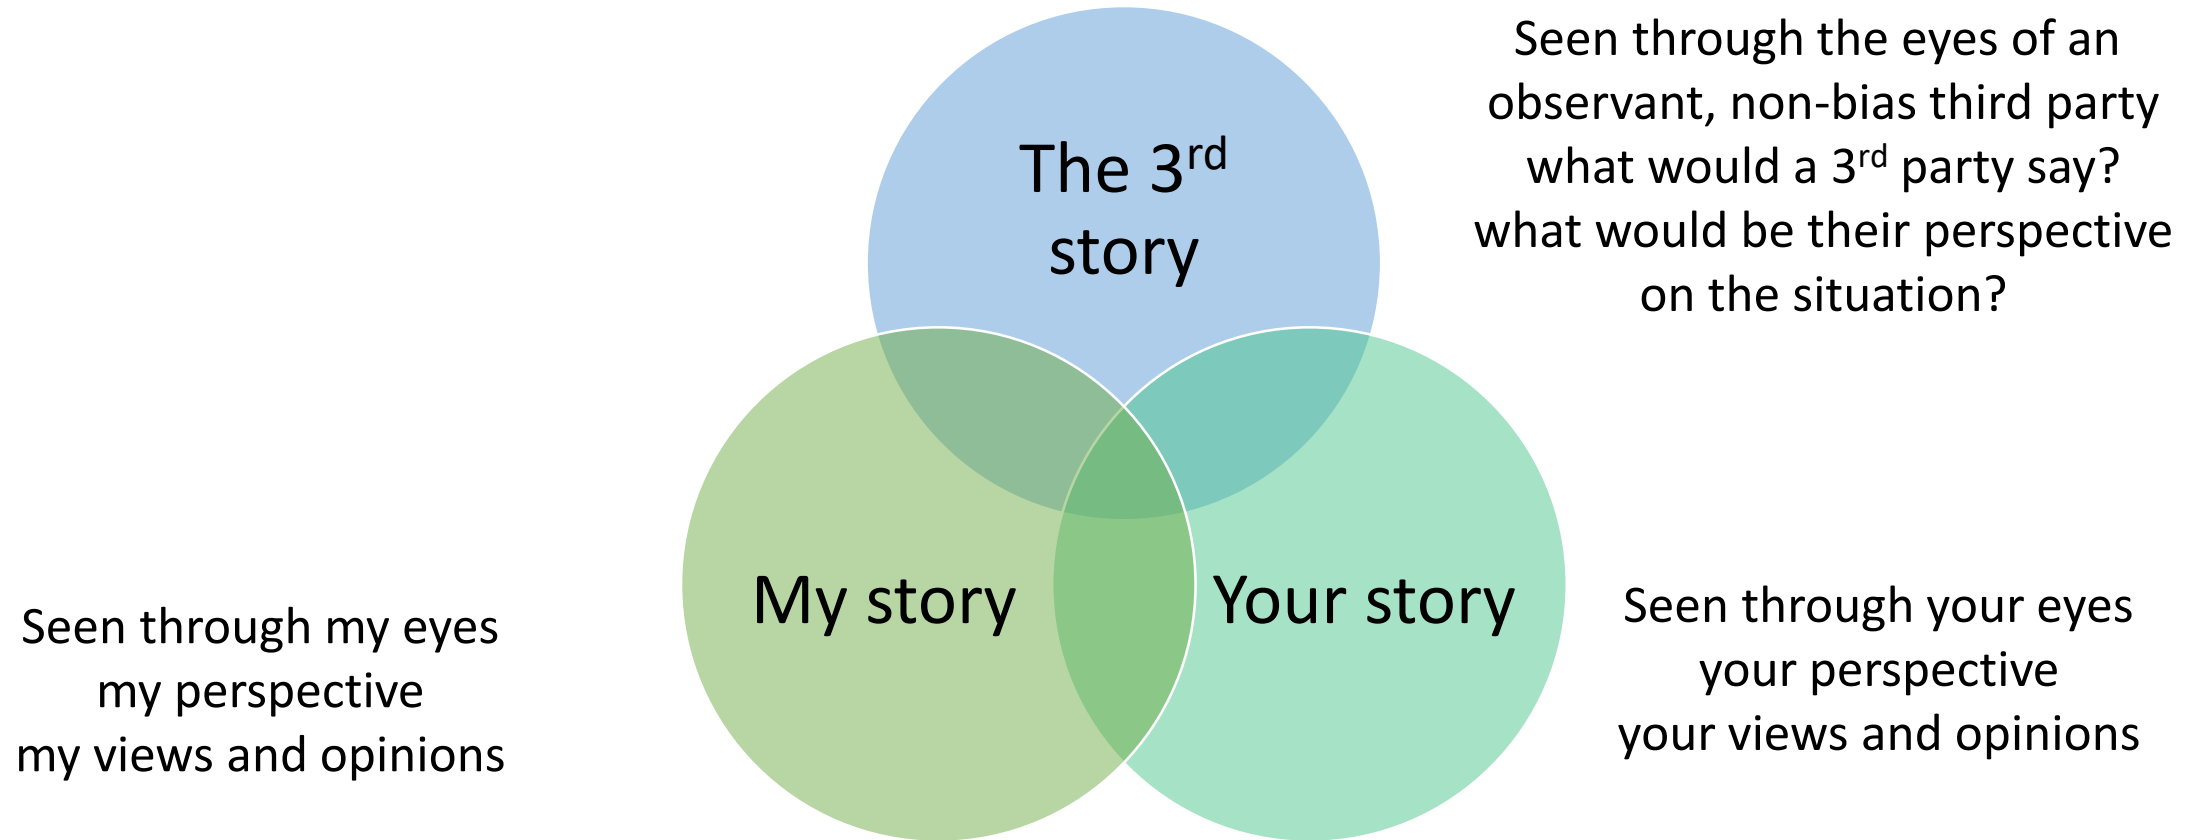 The 3rd
story
Seen through the eyes of an
observant, non-bias third party
what would a 3rd party say?
what would be their perspective
on the situation?
My story
Your story
Seen through my eyes
my perspective
my views and opinions
Seen through your eyes
your perspective
your views and opinions